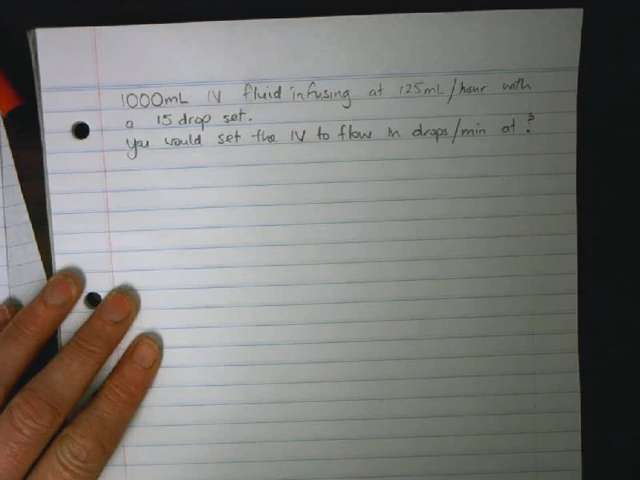 1000mL IV fluid infusing at 125mL/hour with
a 15 drop set.
You would set the IV to flow in drops/min at ?